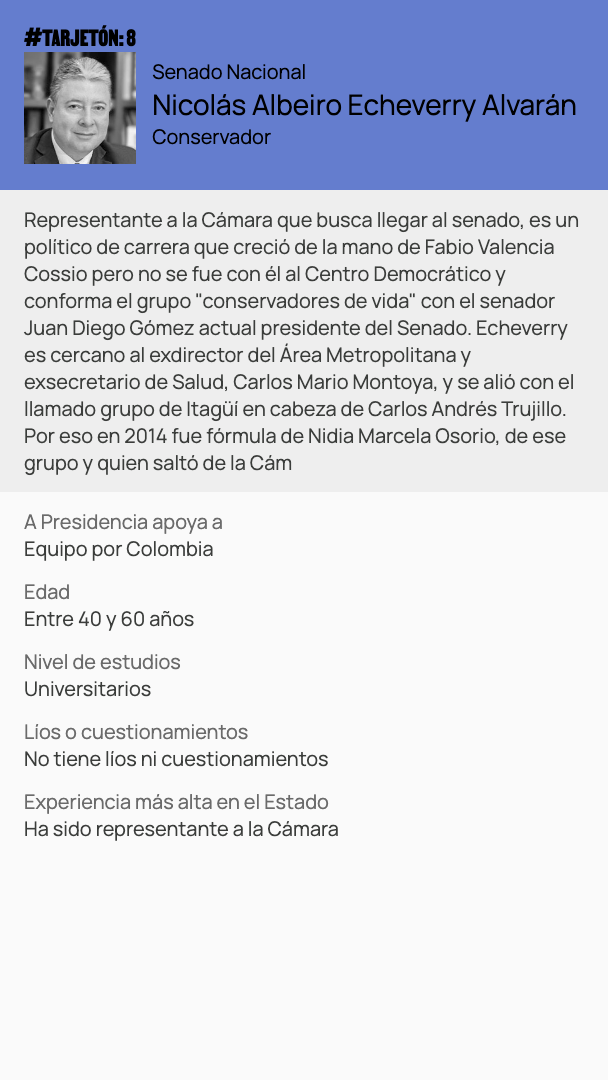 #TARJETÓN: 8
Senado Nacional
Nicolás Albeiro Echeverry Alvarán
Conservador
Representante a la Cámara que busca llegar al senado, es un
político de carrera que creció de la mano de Fabio Valencia
Cossio pero no se fue con él al Centro Democrático y
conforma el grupo "conservadores de vida" con el senador
Juan Diego Gómez actual presidente del Senado. Echeverry
es cercano al exdirector del Área Metropolitana y
exsecretario de Salud, Carlos Mario Montoya, y se alió con el
llamado grupo de Itagüí en cabeza de Carlos Andrés Trujillo.
Por eso en 2014 fue fórmula de Nidia Marcela Osorio, de ese
grupo y quien saltó de la Cám
A Presidencia apoya a
Equipo por Colombia
Edad
Entre 40 y 60 años
Nivel de estudios
Universitarios
Líos o cuestionamientos
No tiene líos ni cuestionamientos
Experiencia más alta en el Estado
Ha sido representante a la Cámara